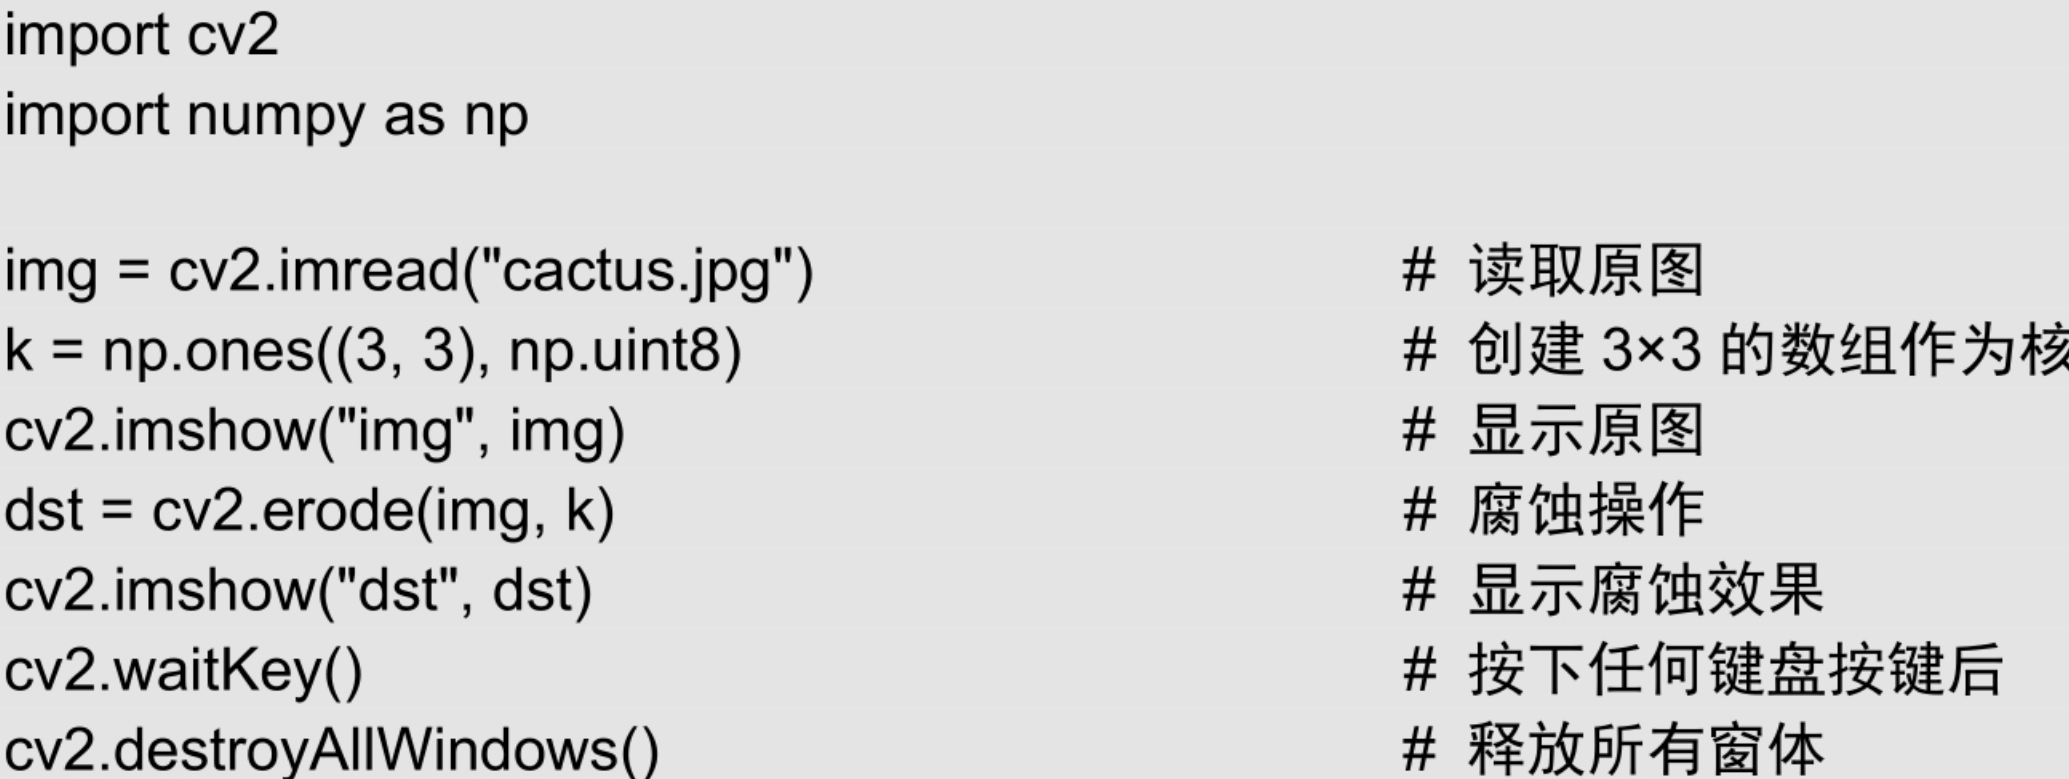 import cv2
import numpy as np
img = cv2.imread("cactus.jpg") # 读取原图
k = np.ones((3, 3), np.uint8) # 创建 3×3 的数组作为核
cv2.imshow("img", img) # 显示原图
dst = cv2.erode(img, k) # 腐蚀操作
cv2.imshow("dst", dst) # 显示腐蚀效果
cv2.waitKey() # 按下任何键盘按键后
cv2.destroyAllWindows() # 释放所有窗体